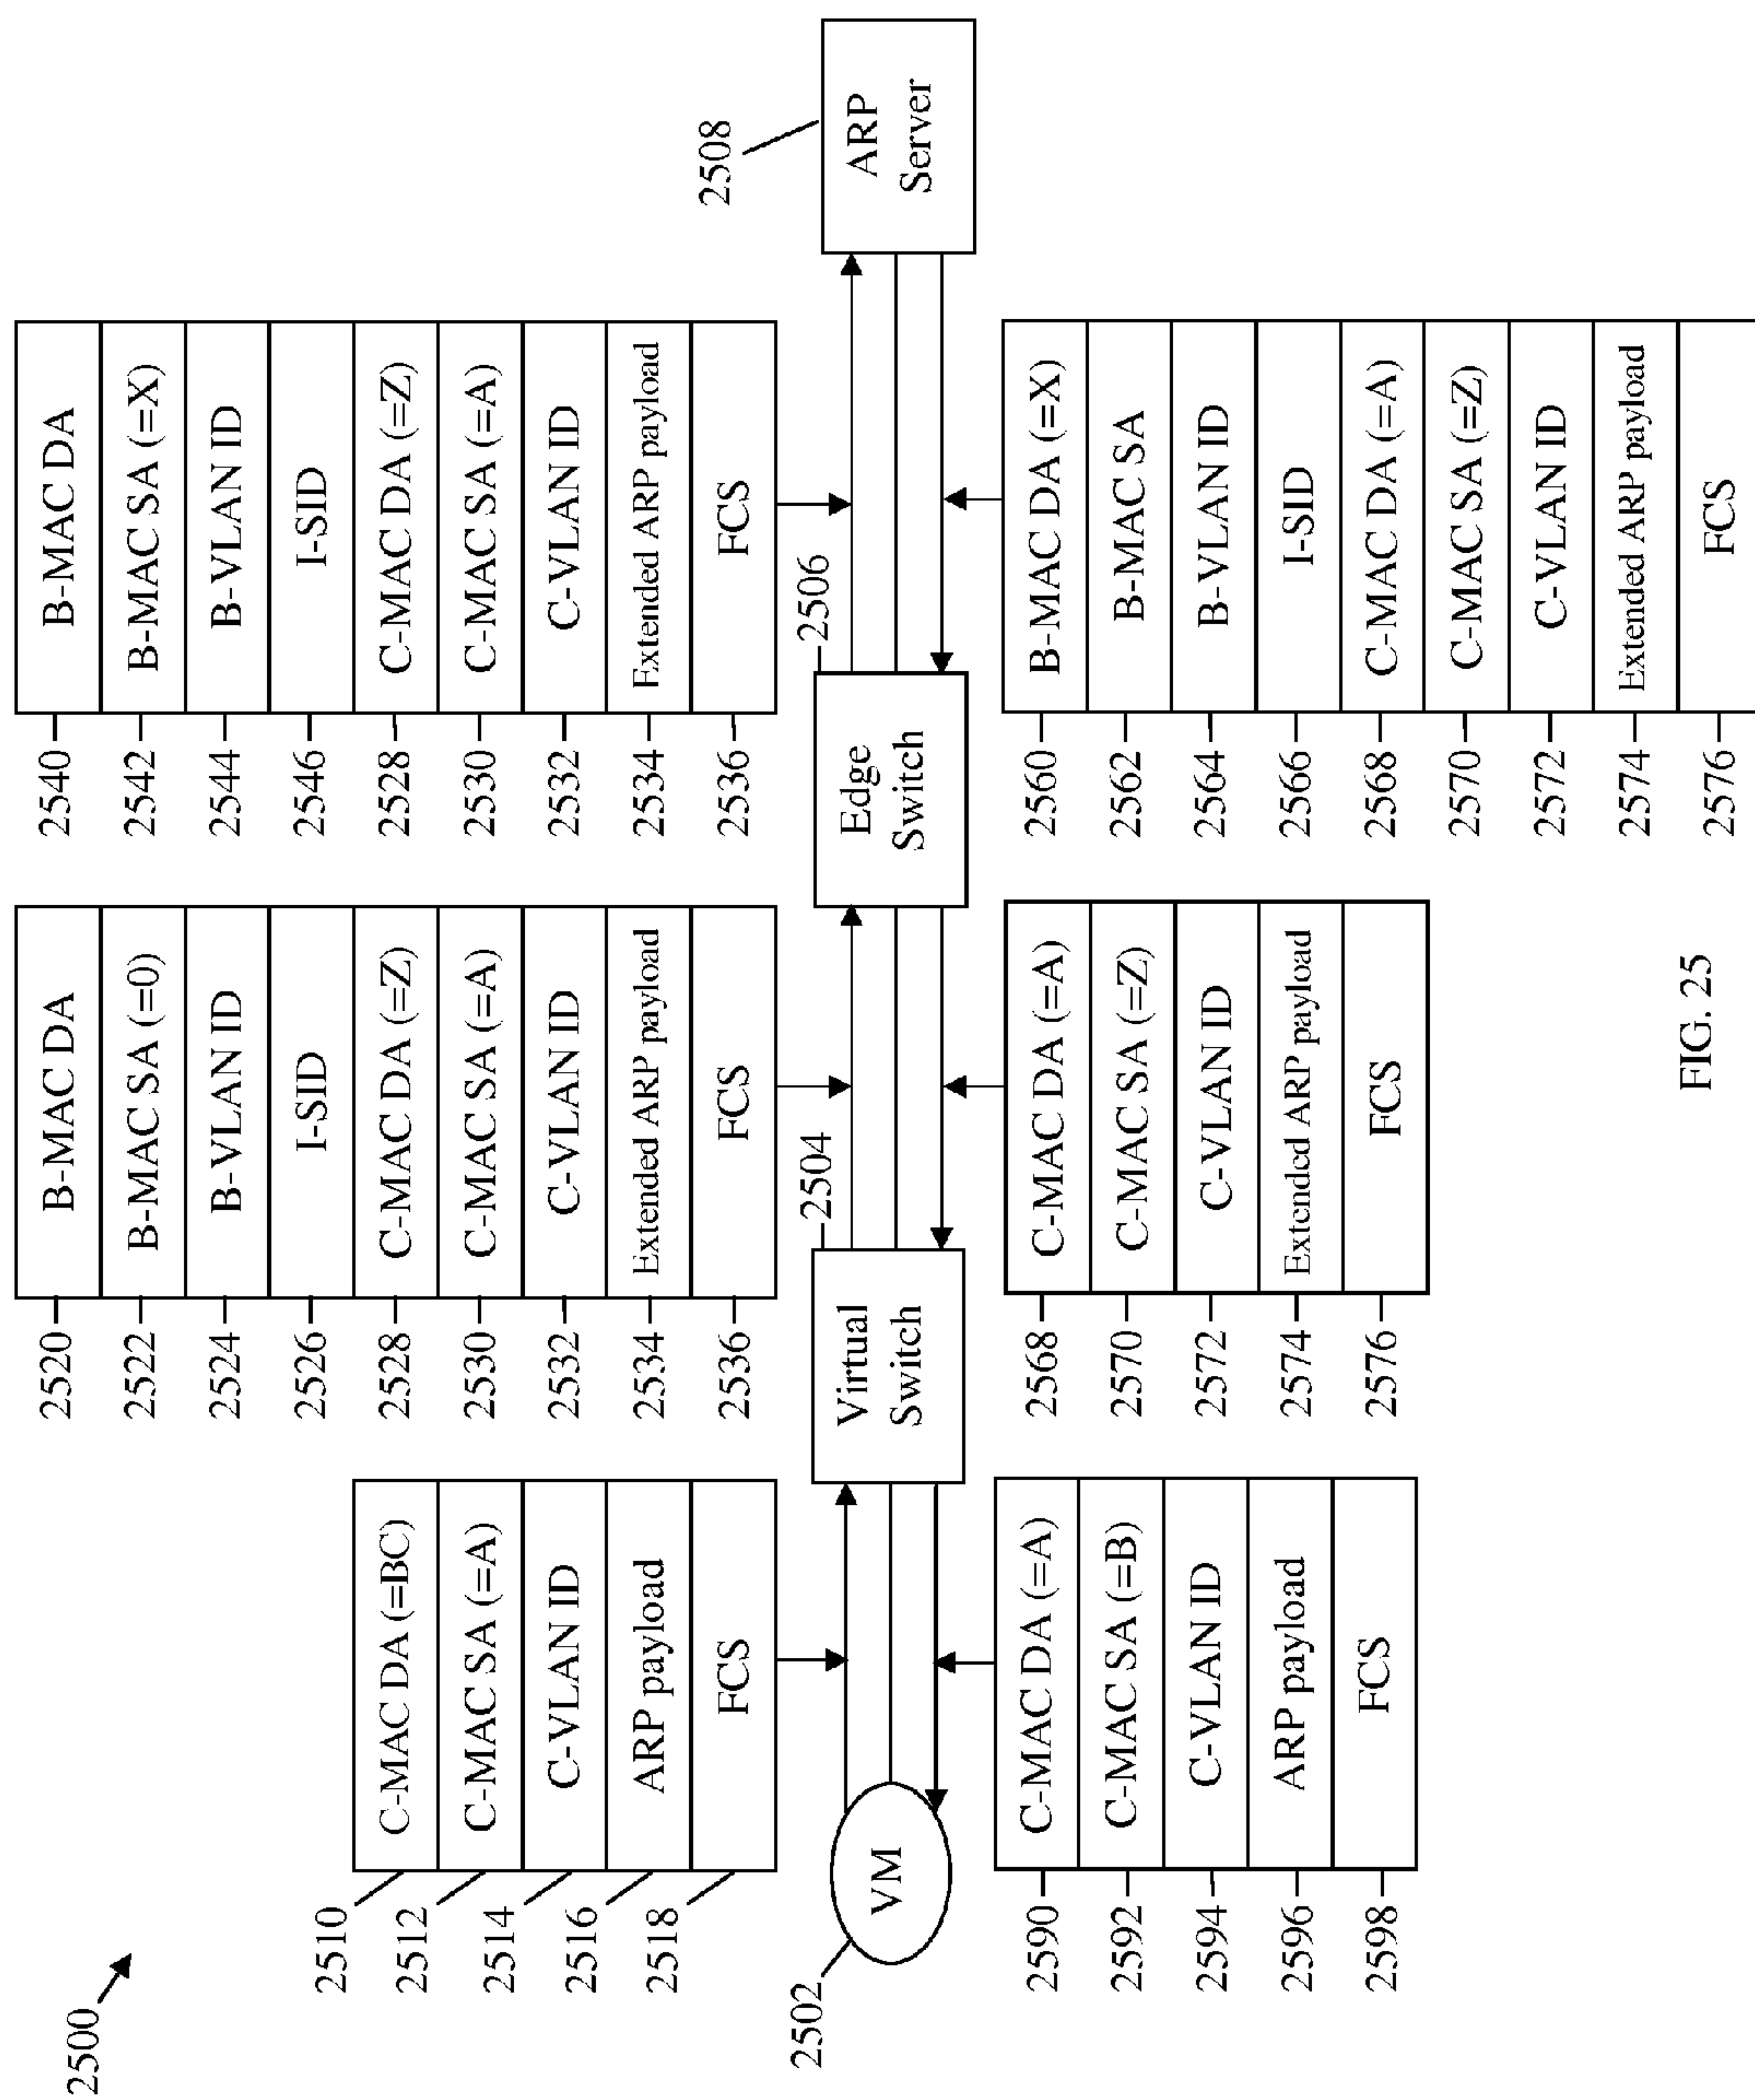 2500
2510
C-MAC DA (=BC)
2512
C-MAC SA (=A)
2514
C-VLAN ID
2516
ARP payload
2518
FCS
2520
B-MAC DA
2522
B-MAC SA (=0)
2524
B-VLAN ID
2526
I-SID
2528
C-MAC DA (=Z)
2530
C-MAC SA (=A)
2532
C-VLAN ID
2534
Extended ARP payload
2536
FCS
2540
B-MAC DA
2542
B-MAC SA (=X)
2544
B-VLAN ID
2546
I-SID
2528
C-MAC DA (=Z)
2530
C-MAC SA (=A)
2532
C-VLAN ID
2534
Extended ARP payload
2536
FCS
2502
VM
2504
Virtual
Switch
2506
Edge
Switch
2508
ARP
Server
2590
C-MAC DA (=A)
2592
C-MAC SA (=B)
2594
C-VLAN ID
2596
ARP payload
2598
FCS
2568
C-MAC DA (=A)
2570
C-MAC SA (=Z)
2572
C-VLAN ID
2574
Extended ARP payload
2576
FCS
2560
B-MAC DA (=X)
2562
B-MAC SA
2564
B-VLAN ID
2566
I-SID
2568
C-MAC DA (=A)
2570
C-MAC SA (=Z)
2572
C-VLAN ID
2574
Extended ARP payload
2576
FCS
FIG. 25